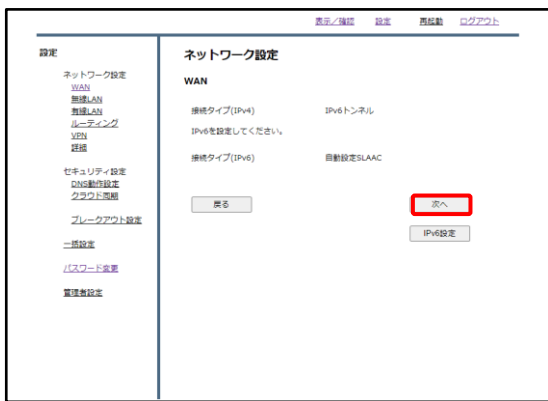 表示／確認 設定 再起動 ログアウト
設定
ネットワーク設定
WAN
無線LAN
有線LAN
ルーティング
VPN
詳細
セキュリティ設定
DNS動作設定
クラウド同期
ブレークアウト設定
一括設定
パスワード変更
管理者設定
ネットワーク設定
WAN
接続タイプ(IPv4) IPv6トンネル
IPv6を設定してください。
接続タイプ(IPv6) 自動設定SLAAC
戻る 次へ
IPv6設定